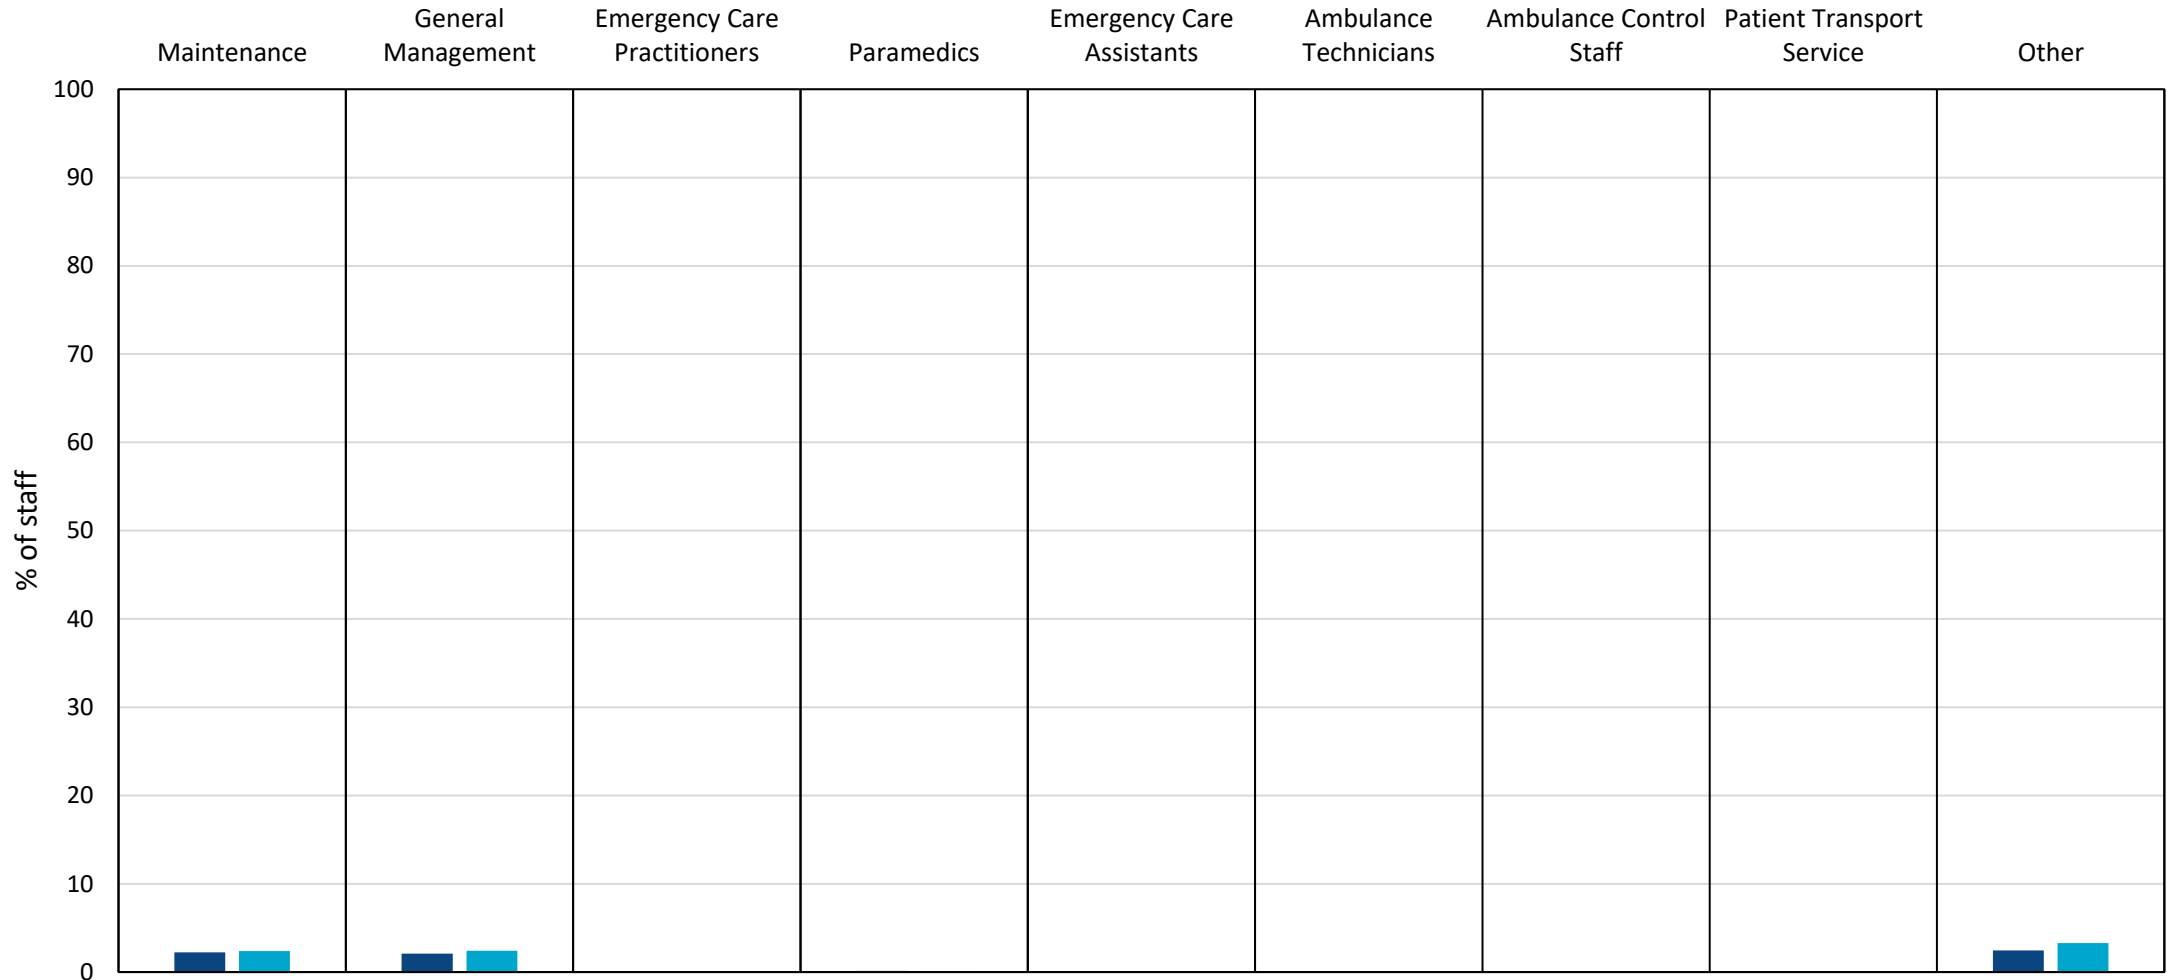 Maintenance
General
Management
Emergency Care
Practitioners
Paramedics
Emergency Care
Assistants
Ambulance
Technicians
Ambulance Control
Staff
Patient Transport
Service
Other
100
90
80
70
60
50
40
30
20
10
0
% of staff